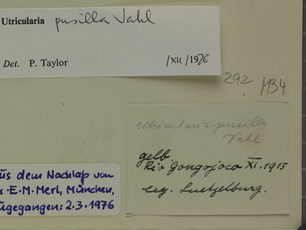 Utricularia pusilla Vahl
Det. P. Taylor
/XII/1976
292
1134
Utricularia pusilla
Vahl
gelb
Rio Gongojoca XI. 1915
leg. Luetzelburg.
aus dem Nachlaß von
E. M. Merl, München,
zugegangen: 2.3.1976